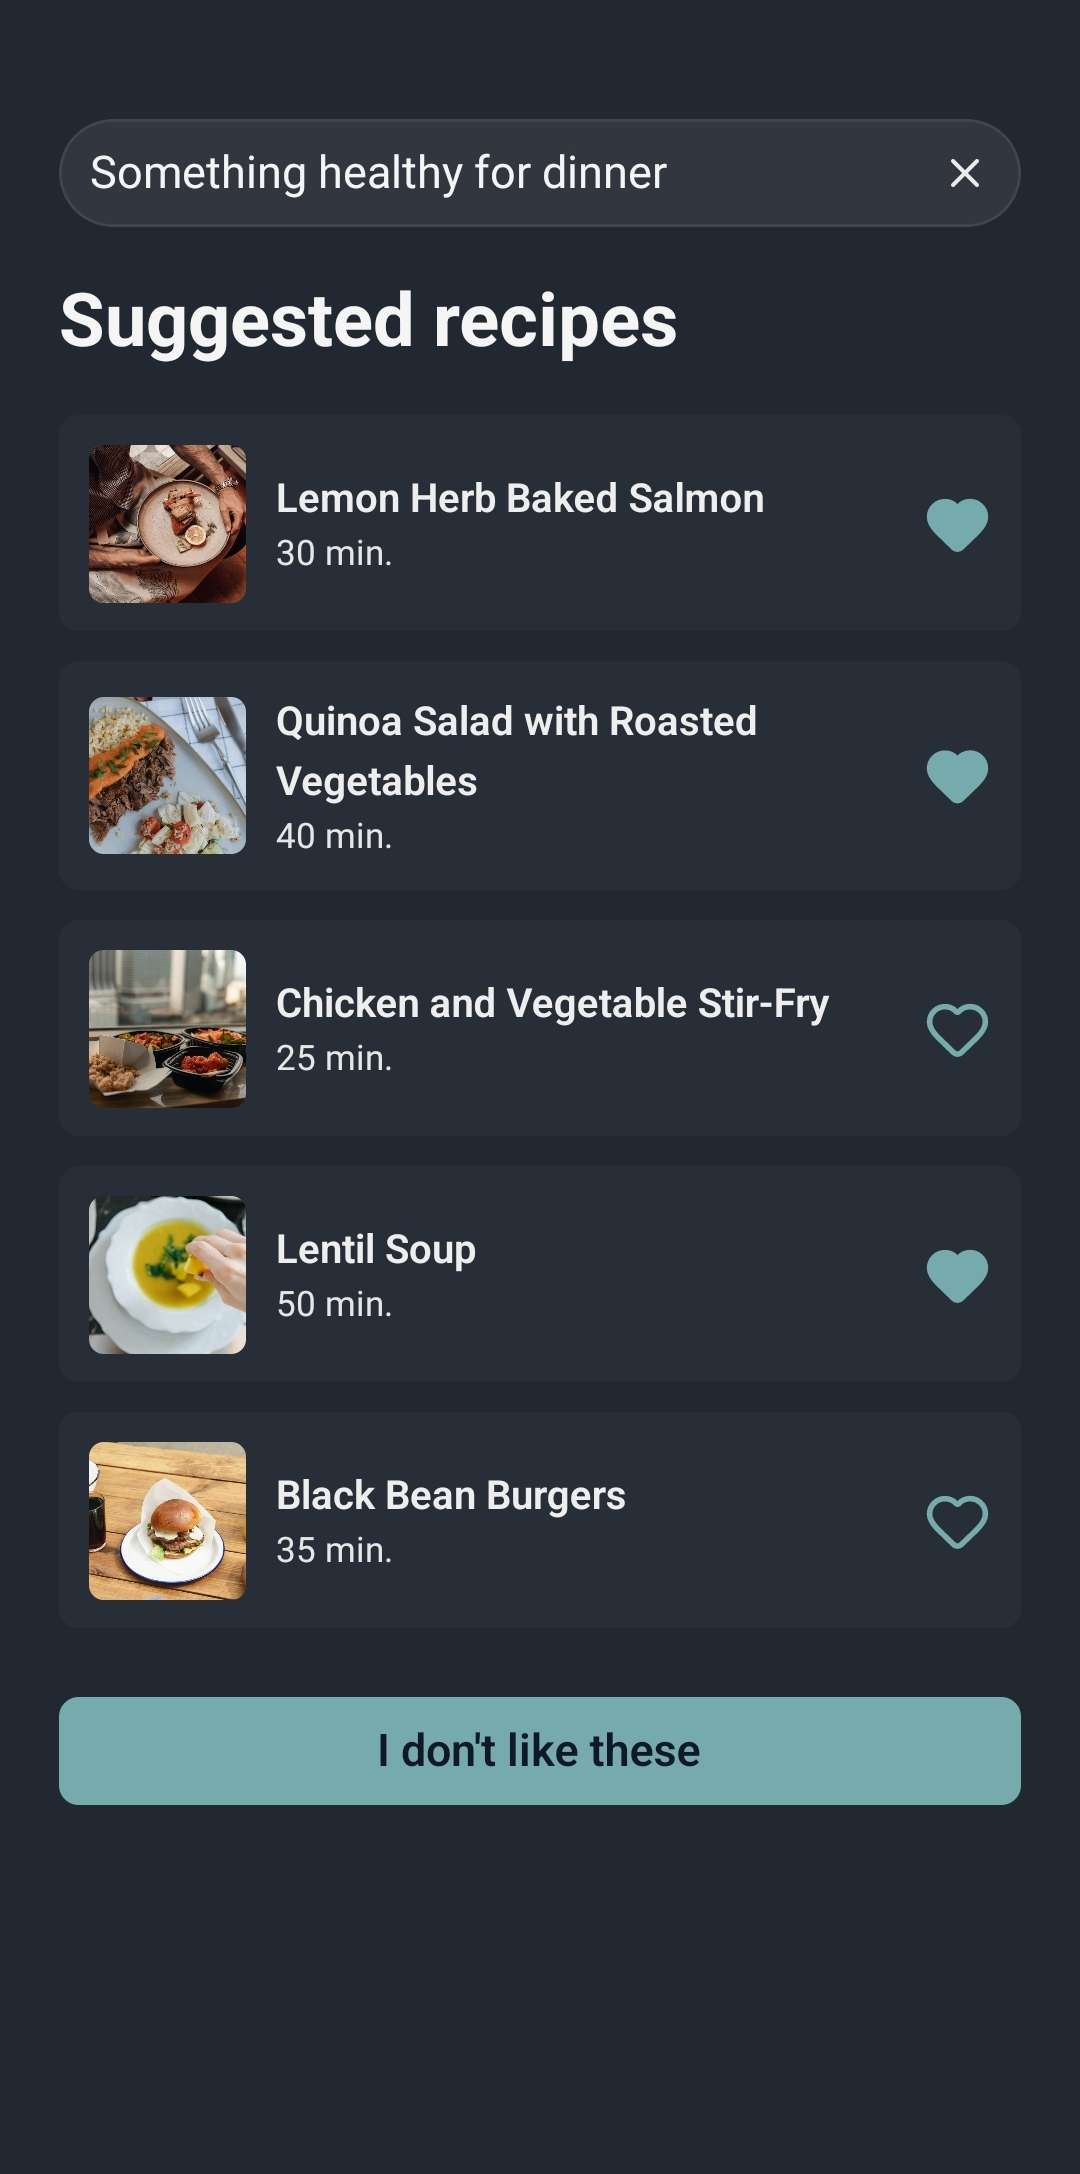 Something healthy for dinner
Suggested recipes
Lemon Herb Baked Salmon
30 min.
Quinoa Salad with Roasted
Vegetables
40 min.
Chicken and Vegetable Stir-Fry
25 min.
Lentil Soup
50 min.
Black Bean Burgers
35 min.
I don't like these